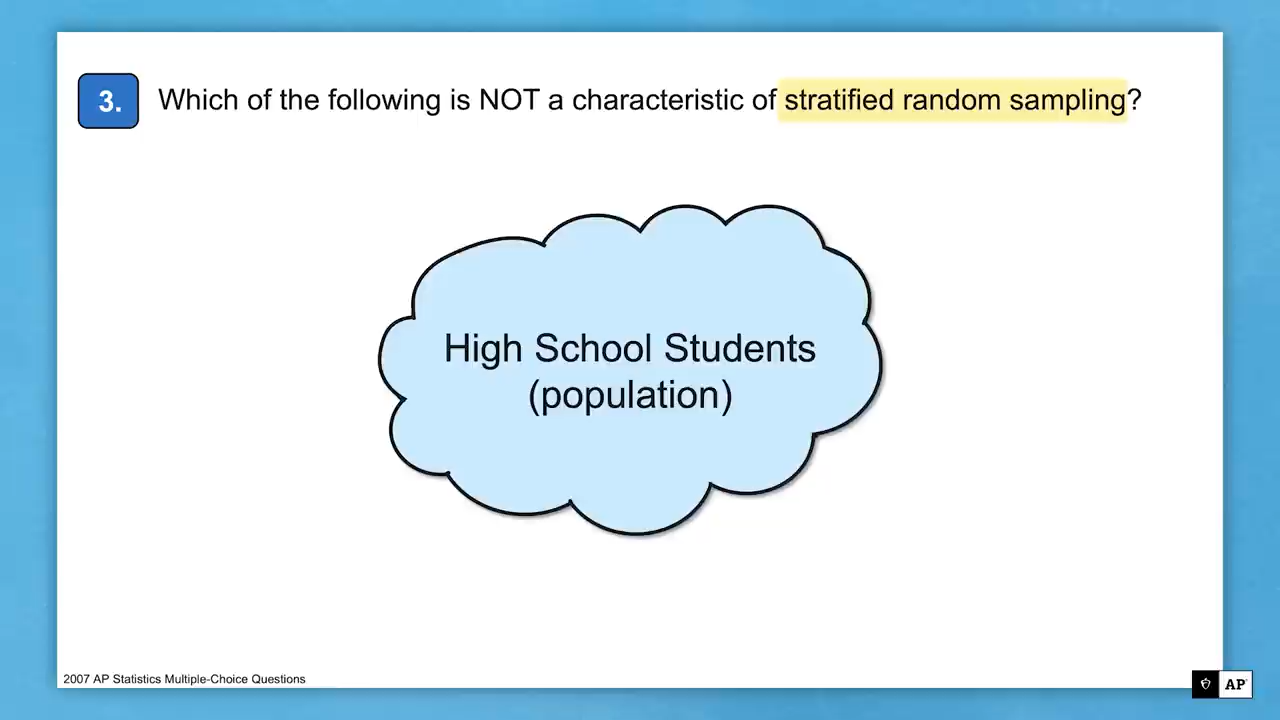 3. Which of the following is NOT a characteristic of stratified random sampling?
High School Students
(population)
2007 AP Statistics Multiple-Choice Questions
AP